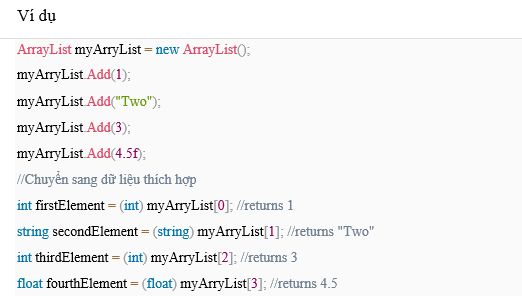 Ví dụ
ArrayList myArryList = new ArrayList();
myArryList.Add(1);
myArryList.Add("Two");
myArryList.Add(3);
myArryList.Add(4.5f);
//Chuyển sang dữ liệu thích hợp
int firstElement = (int) myArryList[0]; //returns 1
string secondElement = (string) myArryList[1]; //returns "Two"
int thirdElement = (int) myArryList[2]; //returns 3
float fourthElement = (float) myArryList[3]; //returns 4.5